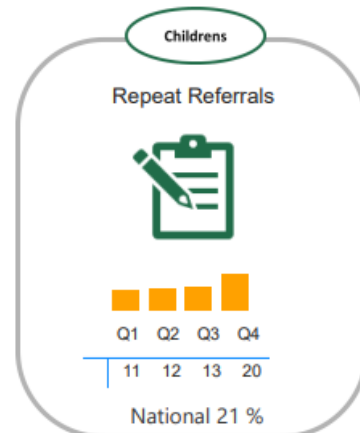 Childrens
Repeat Referrals
Q1 Q2 Q3 Q4
11 12 13 20
National 21 %